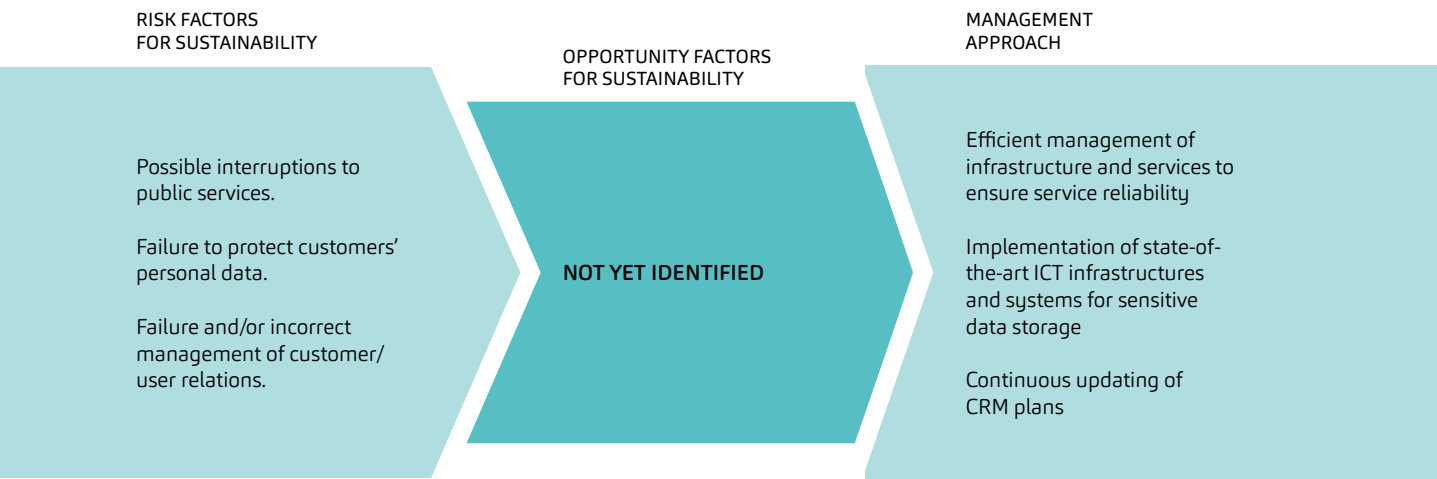 RISK FACTORS
FOR SUSTAINABILITY
Possible interruptions to
public services.
Failure to protect customers’
personal data.
Failure and/or incorrect
management of customer/
user relations.
OPPORTUNITY FACTORS
FOR SUSTAINABILITY
NOT YET IDENTIFIED
MANAGEMENT
APPROACH
Efficient management of
infrastructure and services to
ensure service reliability
Implementation of state-of-
the-art ICT infrastructures
and systems for sensitive
data storage
Continuous updating of
CRM plans